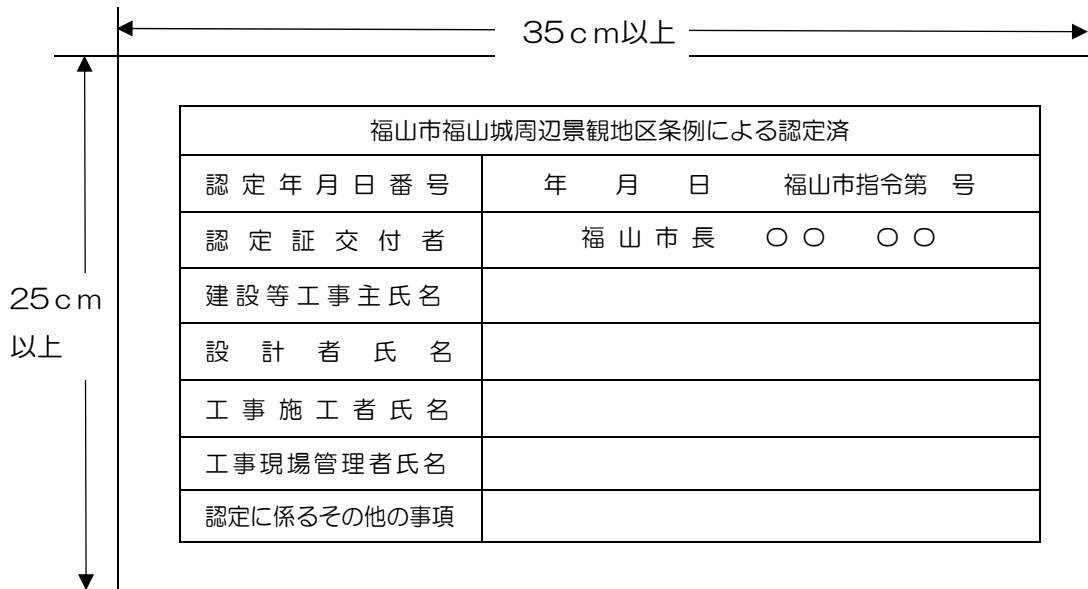 35cm以上
25cm
以上
福山市福山城周辺景観地区条例による認定済
認定年月日番号 年 月 日 福山市指令第 号
認定証交付者 福山市長 〇〇 〇〇
建設等工事主氏名
設計者氏名
工事施工者氏名
工事現場管理者氏名
認定に係るその他の事項